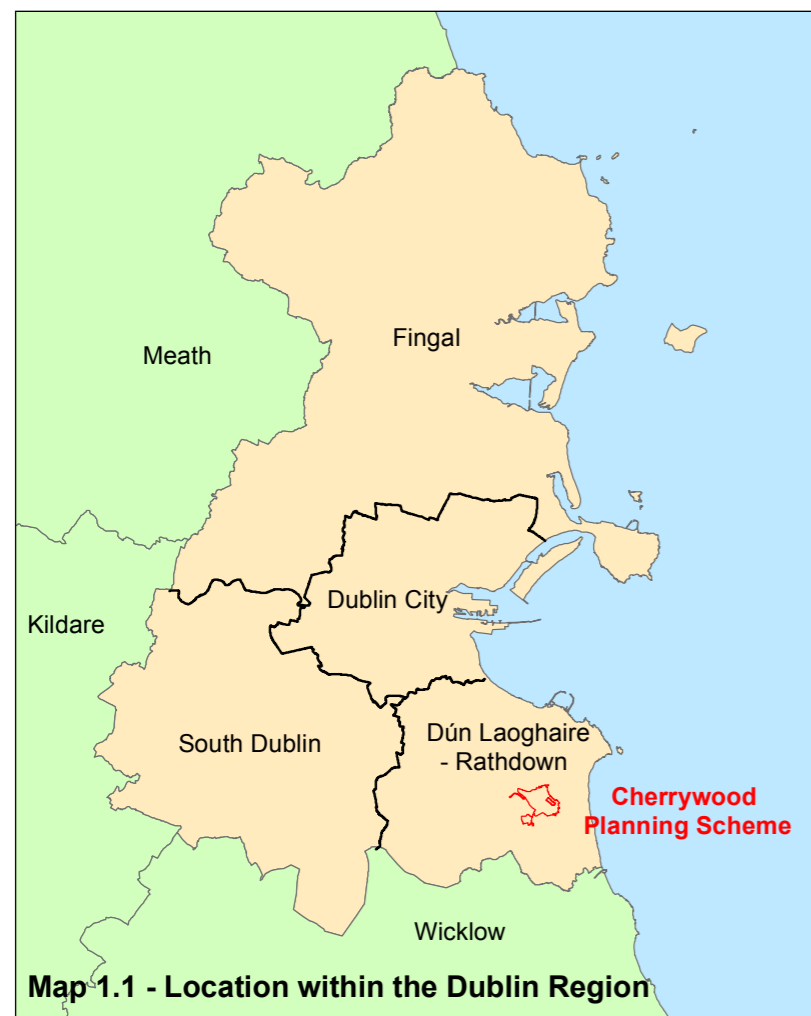 Fingal
Meath
Dublin City
Kildare
South Dublin
Dún Laoghaire
- Rathdown
Cherrywood
Planning Scheme
Wicklow
Map 1.1 - Location within the Dublin Region